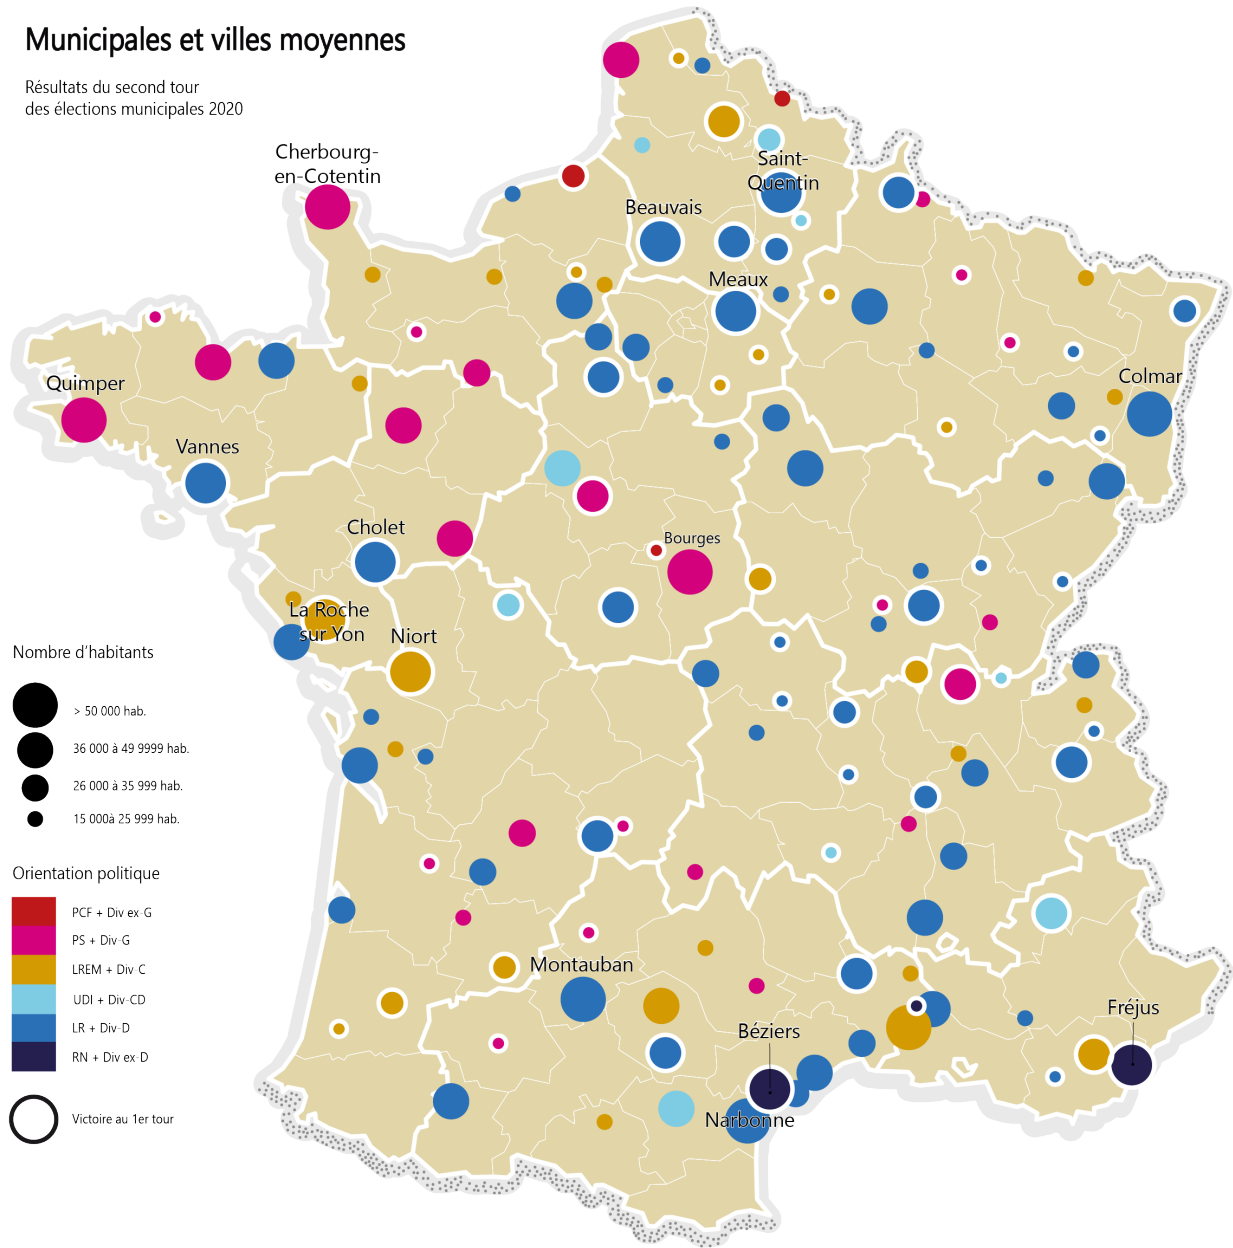 Municipales et villes moyennes
Résultats du second tour
des élections municipales 2020
Cherbourg-
en-Cotentin
Saint-
Quentin
Beauvais
Meaux
Colmar
Quimper
Vannes
Cholet
Bourges
La Roche
sur Yon
Niort
Montauban
Béziers
Fréjus
Narbonne
Nombre d'habitants
> 50 000 hab.
36 000 à 49 9999 hab.
26 000 à 35 999 hab.
15 000à 25 999 hab.
Orientation politique
PCF + Div ex-G
PS + Div-G
LREM + Div-C
UDI + Div-CD
LR + Div-D
RN + Div ex-D
Victoire au 1er tour